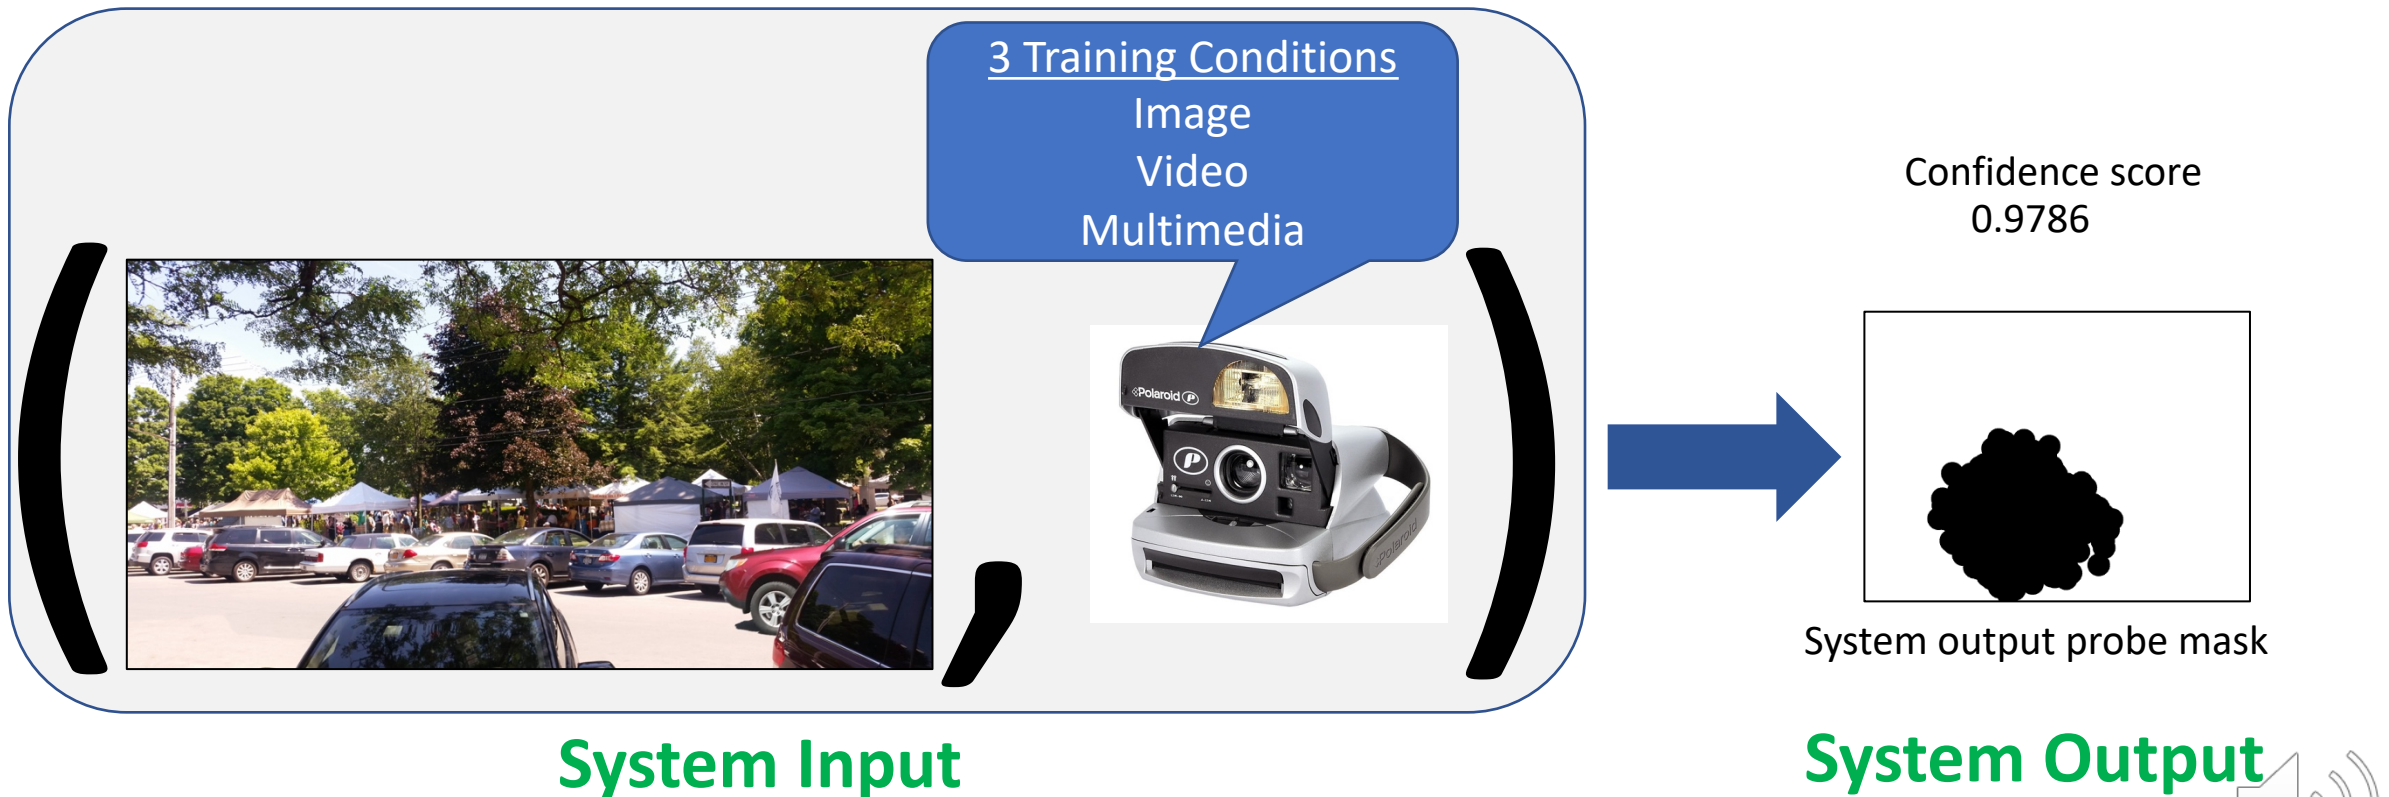 3 Training Conditions
Image
Video
Multimedia
Polaroid P
P
Polaroid
Confidence score
0.9786
System output probe mask
System Input
System Output